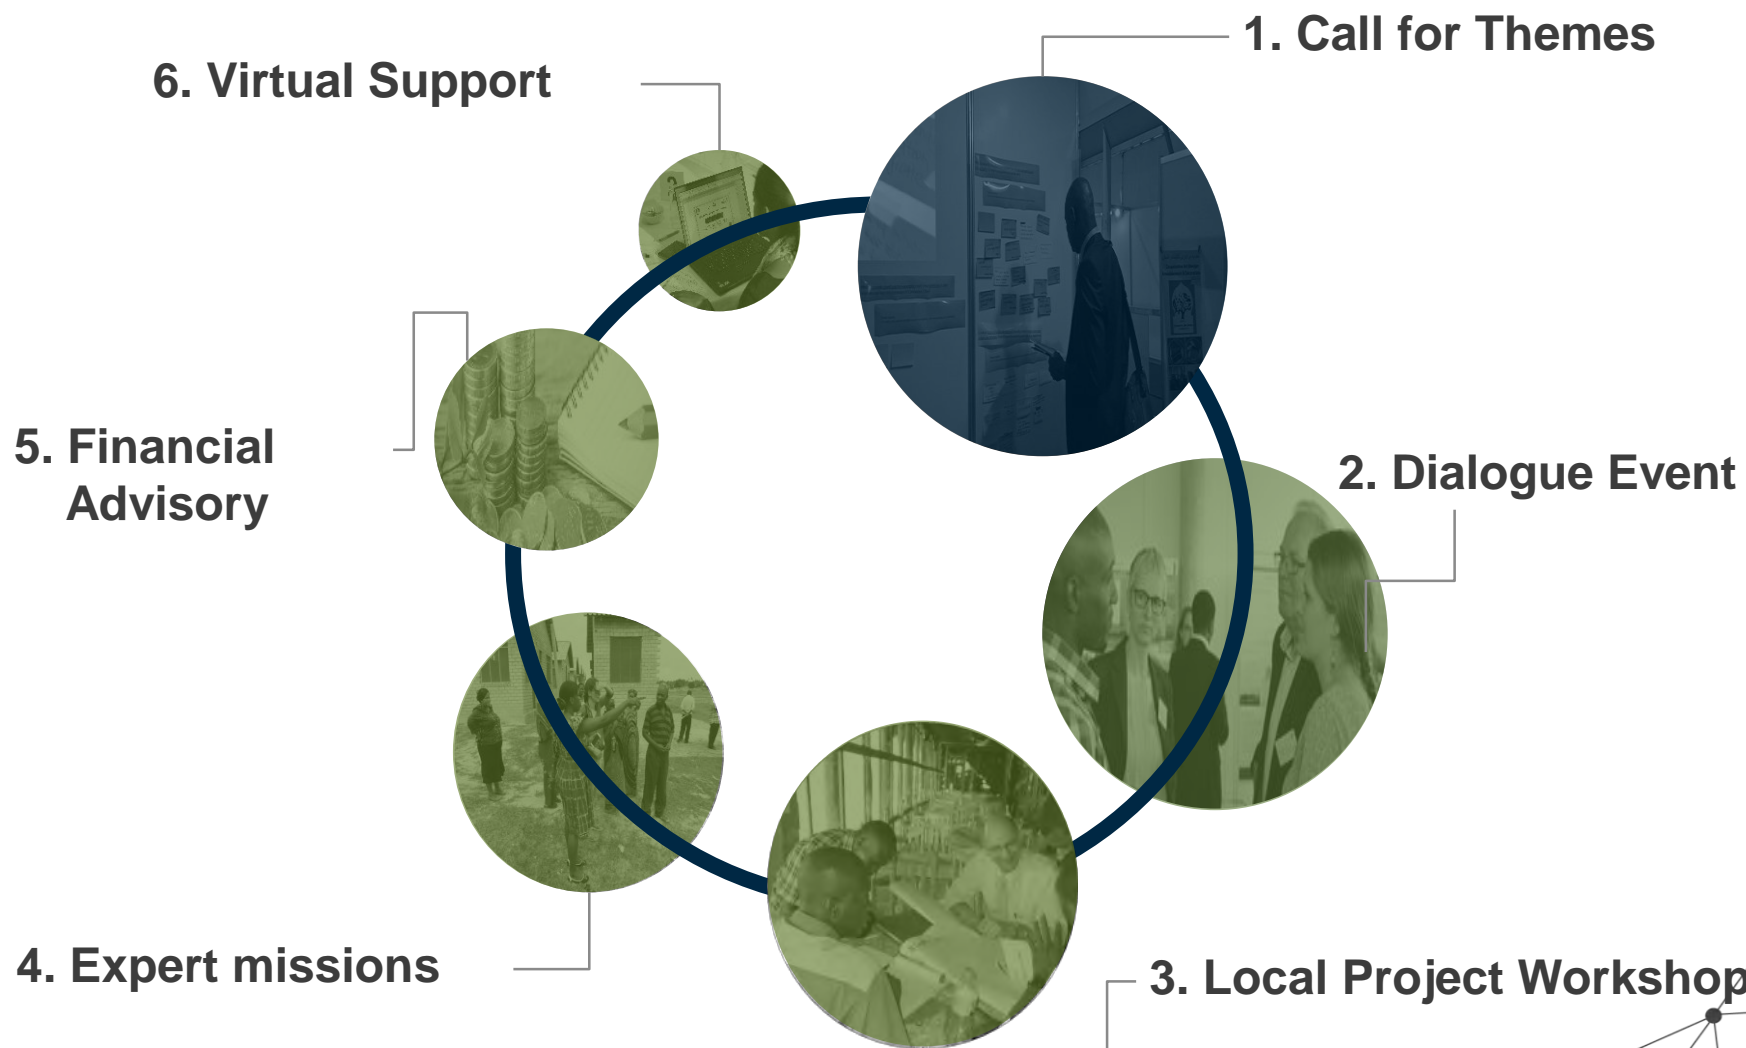 1. Call for Themes
6. Virtual Support
5. Financial
Advisory
2. Dialogue Event
4. Expert missions
3. Local Project Workshop